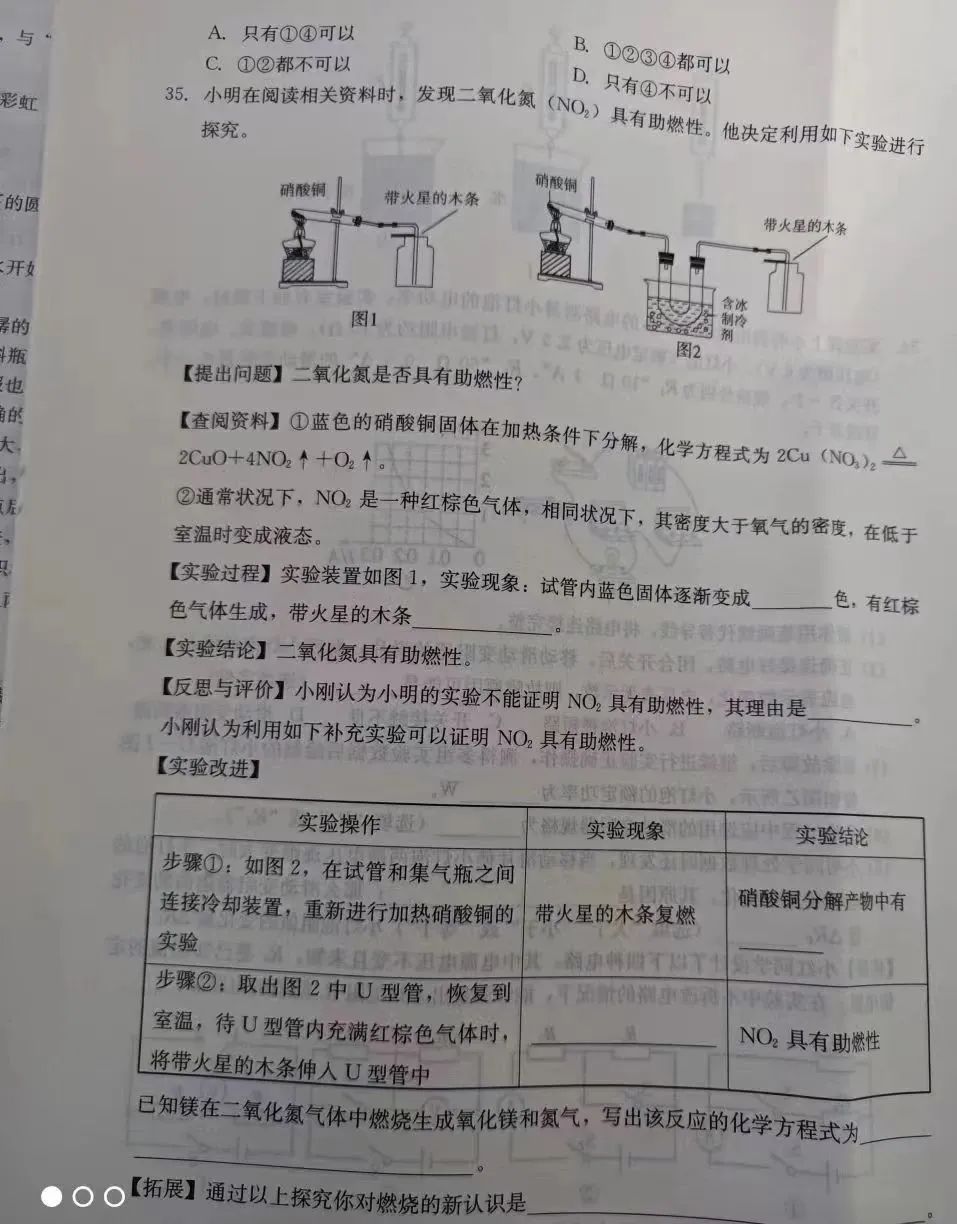 A. 只有①④可以
B. ①②③④都可以
C. ①②都不可以
D. 只有④不可以
35. 小明在阅读相关资料时，发现二氧化氮（NO₂）具有助燃性。他决定利用如下实验进行
探究。
硝酸铜
带火星的木条
图1
硝酸铜
带火星的木条
含冰
制冷
剂
图2
【提出问题】二氧化氮是否具有助燃性？
【查阅资料】①蓝色的硝酸铜固体在加热条件下分解，化学方程式为 2Cu（NO₃）₂ ≜
2CuO+4NO₂↑+O₂↑。
②通常状况下，NO₂ 是一种红棕色气体，相同状况下，其密度大于氧气的密度，在低于
室温时变成液态。
【实验过程】实验装置如图1，实验现象：试管内蓝色固体逐渐变成______色，有红棕
色气体生成，带火星的木条__________。
【实验结论】二氧化氮具有助燃性。
【反思与评价】小刚认为小明的实验不能证明 NO₂ 具有助燃性，其理由是________。
小刚认为利用如下补充实验可以证明 NO₂ 具有助燃性。
【实验改进】
实验操作
实验现象
实验结论
步骤①：如图2，在试管和集气瓶之间
连接冷却装置，重新进行加热硝酸铜的
实验
带火星的木条复燃
硝酸铜分解产物中有
______
步骤②：取出图2中U型管，恢复到
室温，待U型管内充满红棕色气体时，
将带火星的木条伸入U型管中
____________
NO₂ 具有助燃性
已知镁在二氧化氮气体中燃烧生成氧化镁和氮气，写出该反应的化学方程式为_____
______________________。
【拓展】通过以上探究你对燃烧的新认识是______________________。
，与“
彩虹
的圆
水开始
料瓶
也
的
大